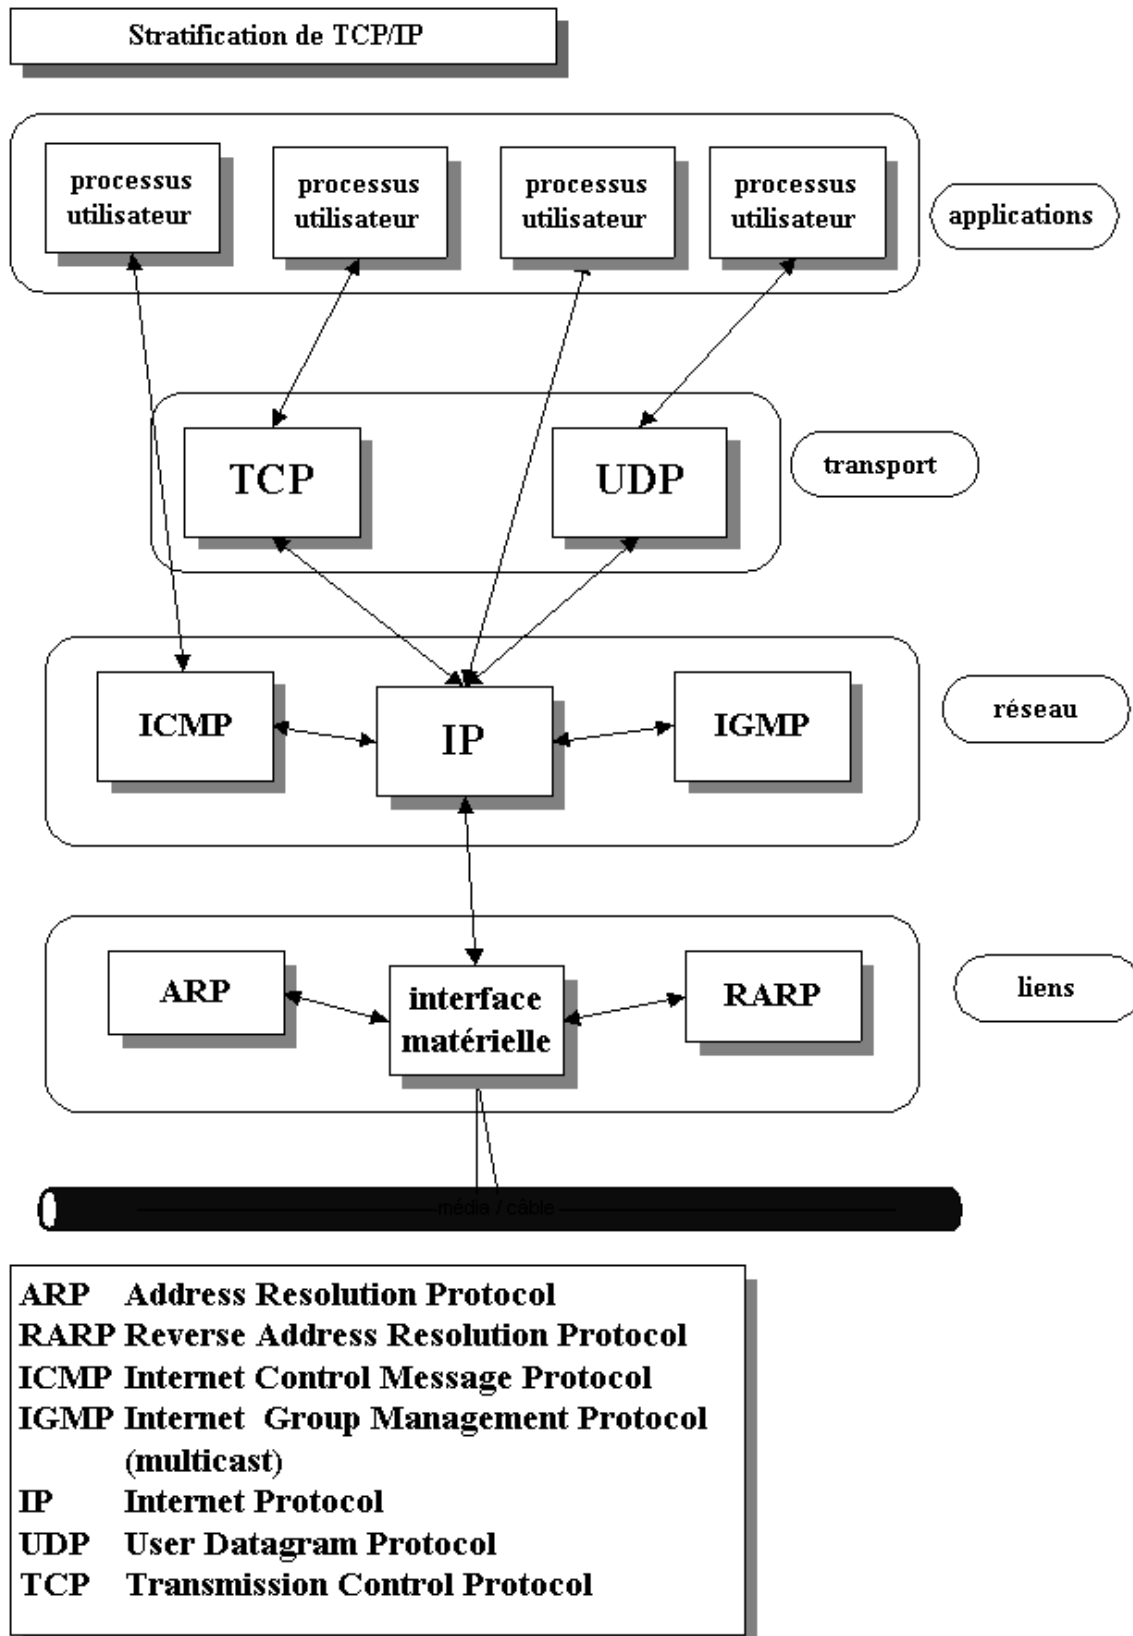 Stratification de TCP/IP
processus
utilisateur
processus
utilisateur
processus
utilisateur
processus
utilisateur
applications
TCP
UDP
transport
ICMP
IP
IGMP
réseau
ARP
interface
matérielle
RARP
liens
média / câble
ARP Address Resolution Protocol
RARP Reverse Address Resolution Protocol
ICMP Internet Control Message Protocol
IGMP Internet Group Management Protocol
(multicast)
IP Internet Protocol
UDP User Datagram Protocol
TCP Transmission Control Protocol